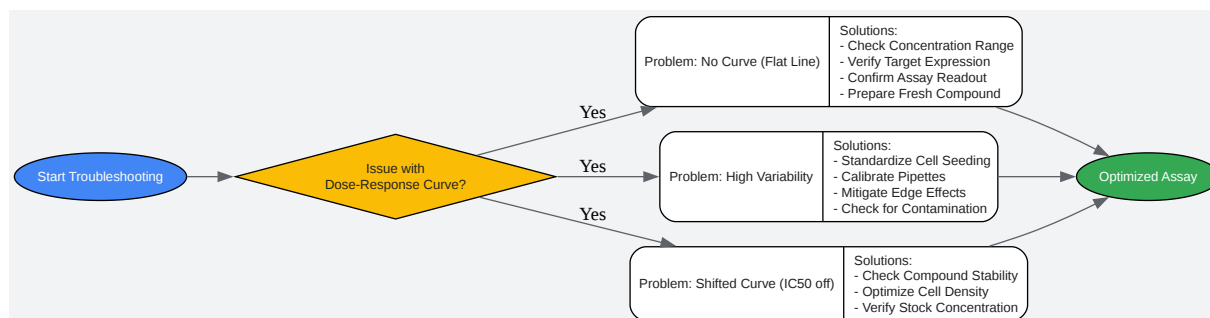 Start Troubleshooting
Issue with
Dose-Response Curve?
Yes
Problem: No Curve (Flat Line)
Solutions:
- Check Concentration Range
- Verify Target Expression
- Confirm Assay Readout
- Prepare Fresh Compound
Yes
Problem: High Variability
Solutions:
- Standardize Cell Seeding
- Calibrate Pipettes
- Mitigate Edge Effects
- Check for Contamination
Yes
Problem: Shifted Curve (IC50 off)
Solutions:
- Check Compound Stability
- Optimize Cell Density
- Verify Stock Concentration
Optimized Assay